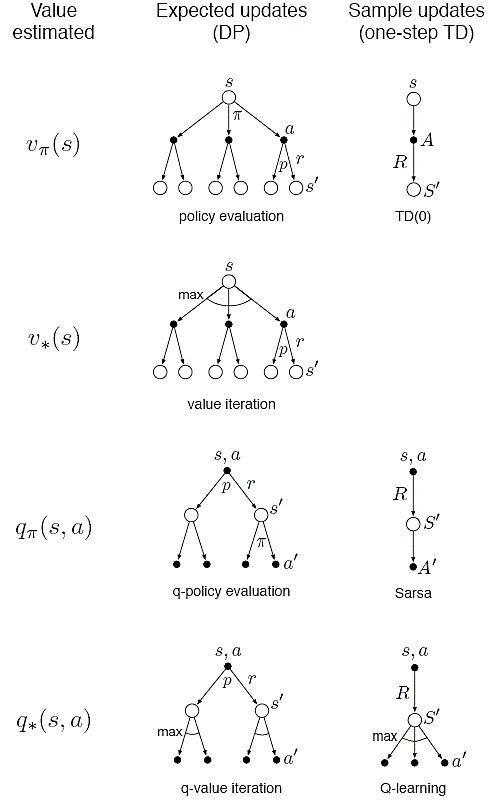 Value estimated
Expected updates (DP)
Sample updates (one-step TD)
v_π(s)
s
π
a
p
r
s′
policy evaluation
s
A
R
S′
TD(0)
v_*(s)
s
max
a
p
r
s′
value iteration
q_π(s, a)
s, a
p
r
s′
π
a′
q-policy evaluation
s, a
R
S′
A′
Sarsa
q_*(s, a)
s, a
p
r
s′
max
a′
q-value iteration
s, a
R
S′
max
a′
Q-learning